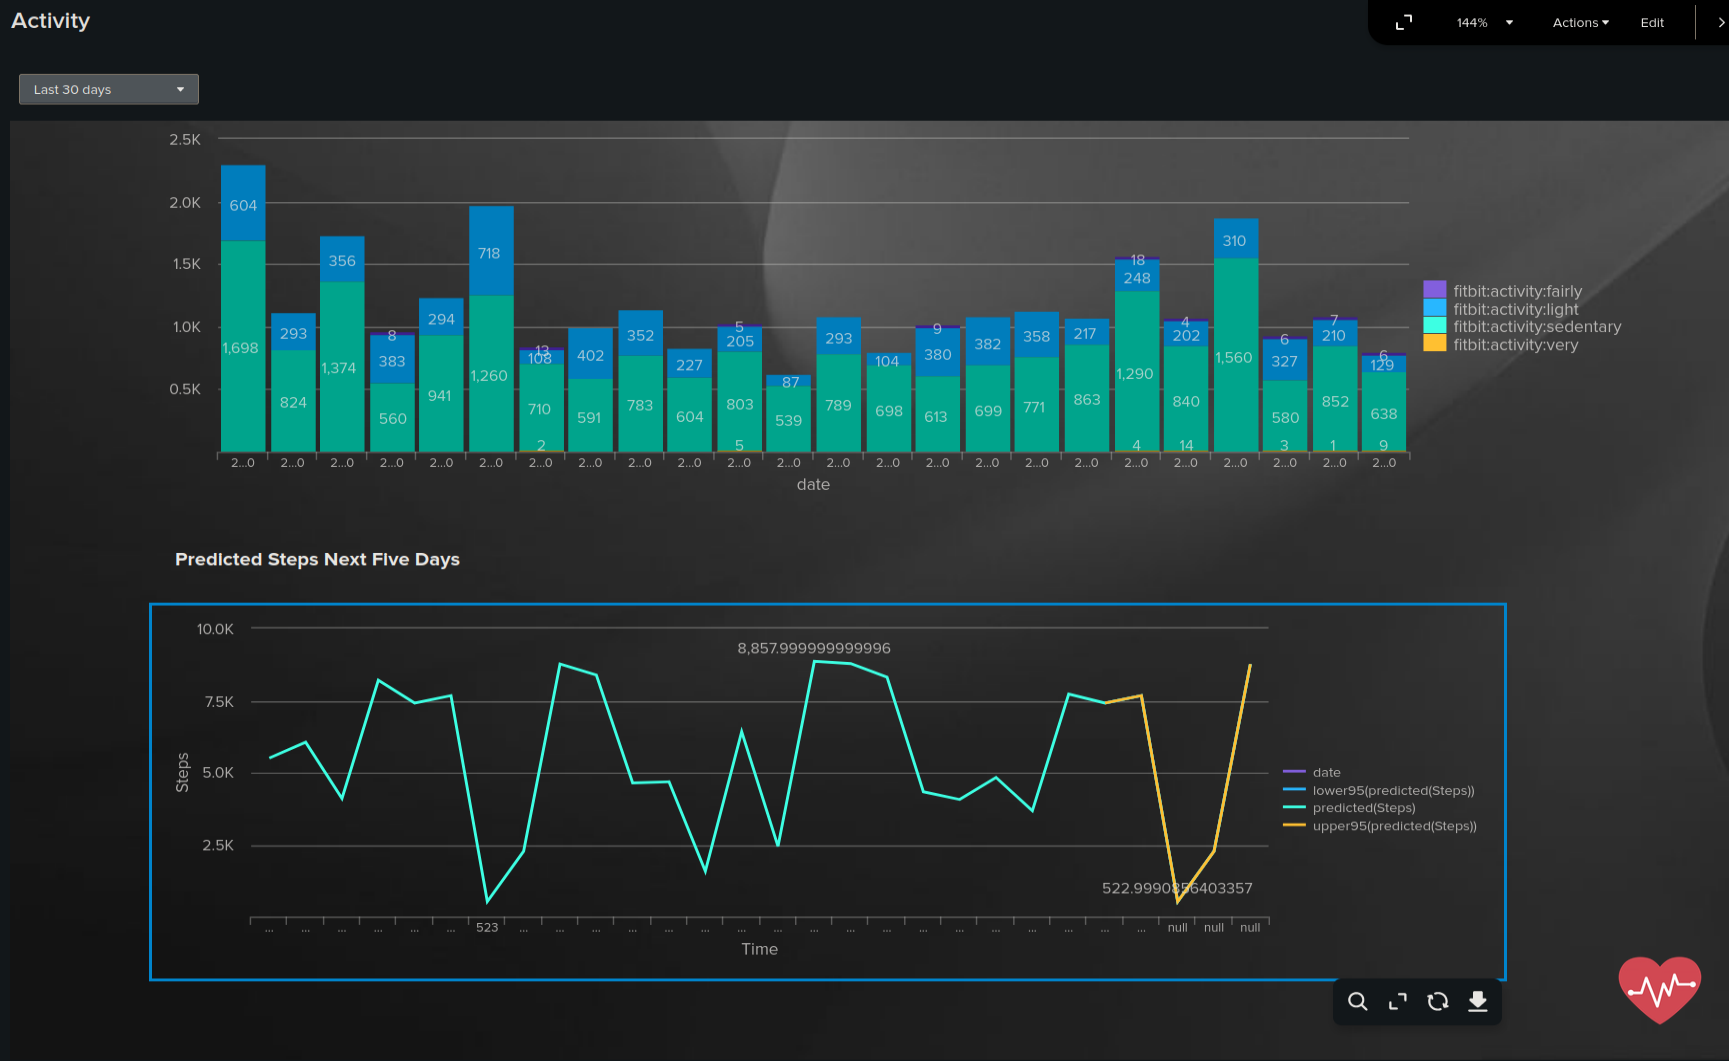 Activity
144% Actions Edit
Last 30 days
2.5K
2.0K
1.5K
1.0K
0.5K
604 293 356 8 294 718 13 402 352 227 5 293 104 9 382 358 217 18 4 310 6 7 6
383 108 205 87 380 248 202 327 210 129
1,698 824 1,374 560 941 1,260 710 591 783 604 803 539 789 698 613 699 771 863 1,290 840 1,560 580 852 638
2 5 4 14 3 1 9
2...0 2...0 2...0 2...0 2...0 2...0 2...0 2...0 2...0 2...0 2...0 2...0 2...0 2...0 2...0 2...0 2...0 2...0 2...0 2...0 2...0 2...0 2...0 2...0
date
fitbit:activity:fairly
fitbit:activity:light
fitbit:activity:sedentary
fitbit:activity:very
Predicted Steps Next Five Days
10.0K
7.5K
5.0K
2.5K
Steps
8,857.999999999996
522.9990856403357
... ... ... ... ... ... 523 ... ... ... ... ... ... ... ... ... ... ... ... ... ... ... ... ... ... null null null
Time
date
lower95(predicted(Steps))
predicted(Steps)
upper95(predicted(Steps))